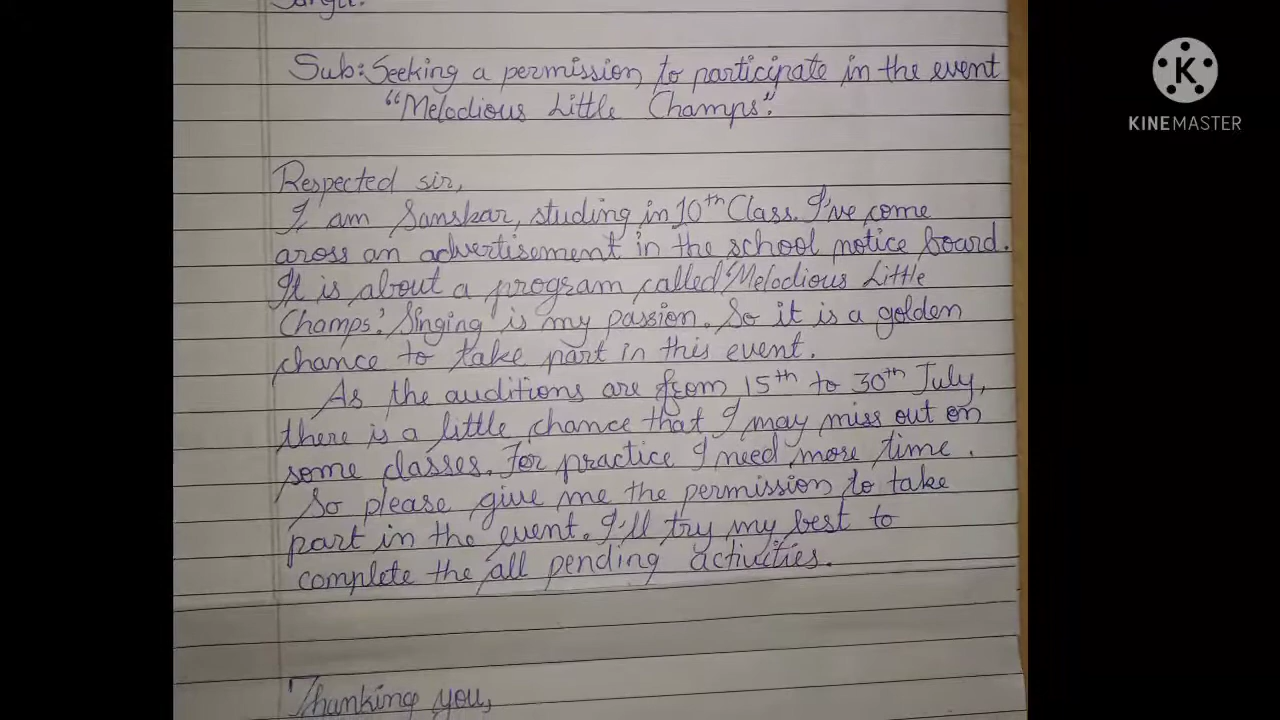 Sangli.
Sub: Seeking a permission to participate in the event
"Melodious Little Champs".
Respected sir,
I am Sanskar, studing in 10th Class. I've come
aross an advertisement in the school notice board.
It is about a program called "Melodious Little
Champs". Singing is my passion. So it is a golden
chance to take part in this event.
As the auditions are from 15th to 30th July,
there is a little chance that I may miss out on
some classes. For practice I need more time.
So please give me the permission to take
part in the event. I'll try my best to
complete the all pending activities.
Thanking you,
KINEMASTER